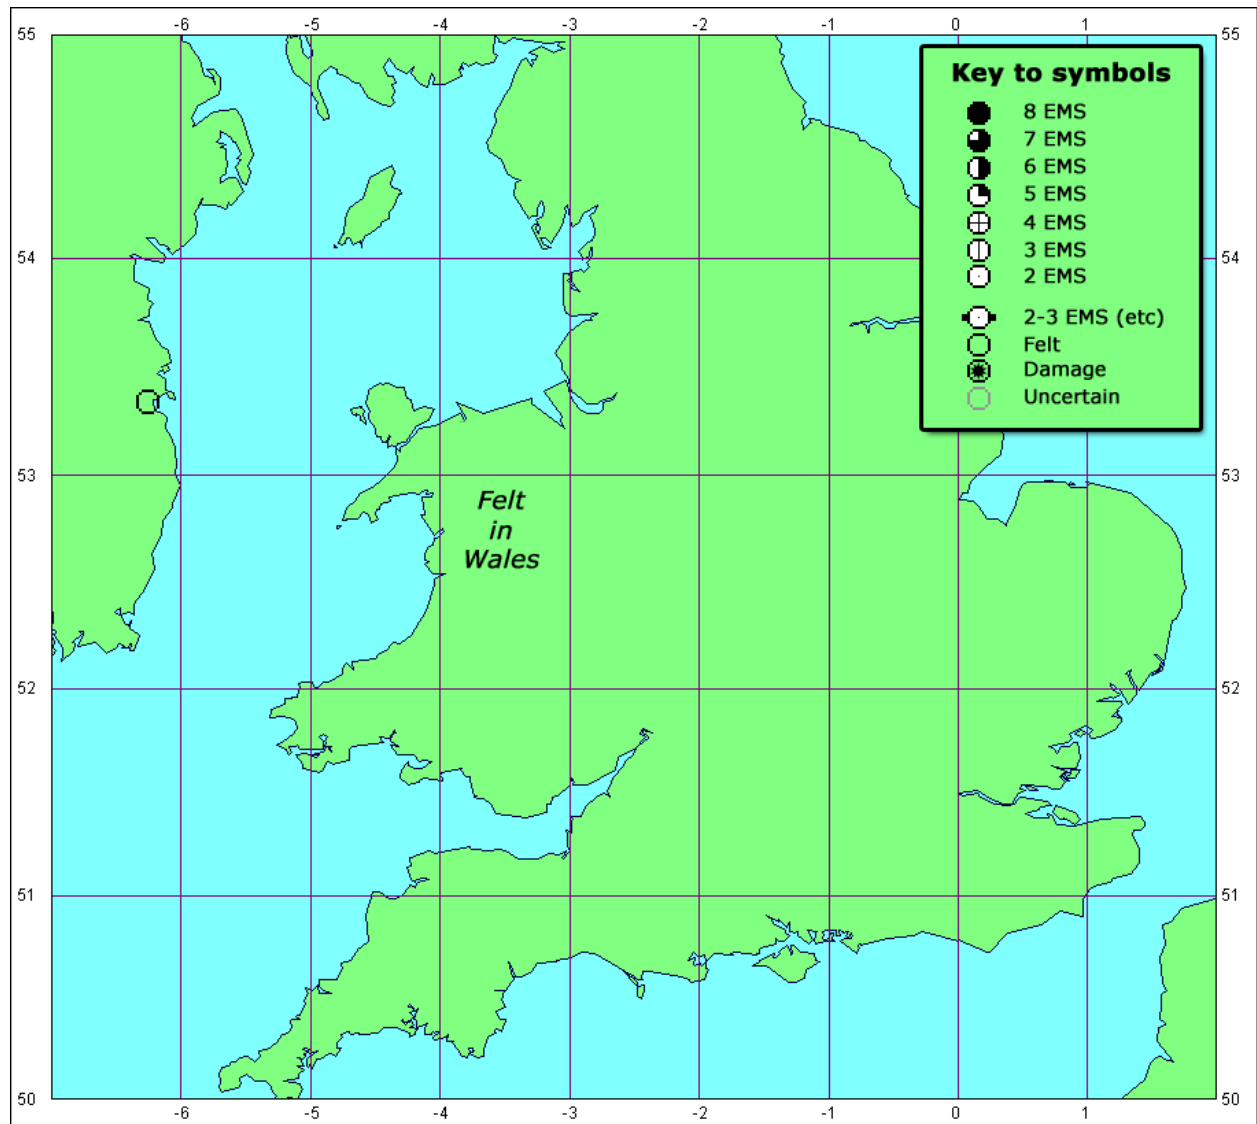 -6 -5 -4 -3 -2 -1 0 1
55 55
Key to symbols
8 EMS
7 EMS
6 EMS
5 EMS
4 EMS
3 EMS
2 EMS
2-3 EMS (etc)
Felt
Damage
Uncertain
54 54
53 53
Felt
in
Wales
52 52
51 51
50 50
-6 -5 -4 -3 -2 -1 0 1